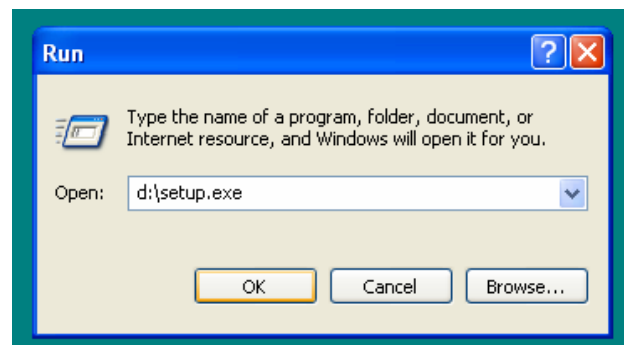 Run
Type the name of a program, folder, document, or
Internet resource, and Windows will open it for you.
Open: d:\setup.exe
OK Cancel Browse...